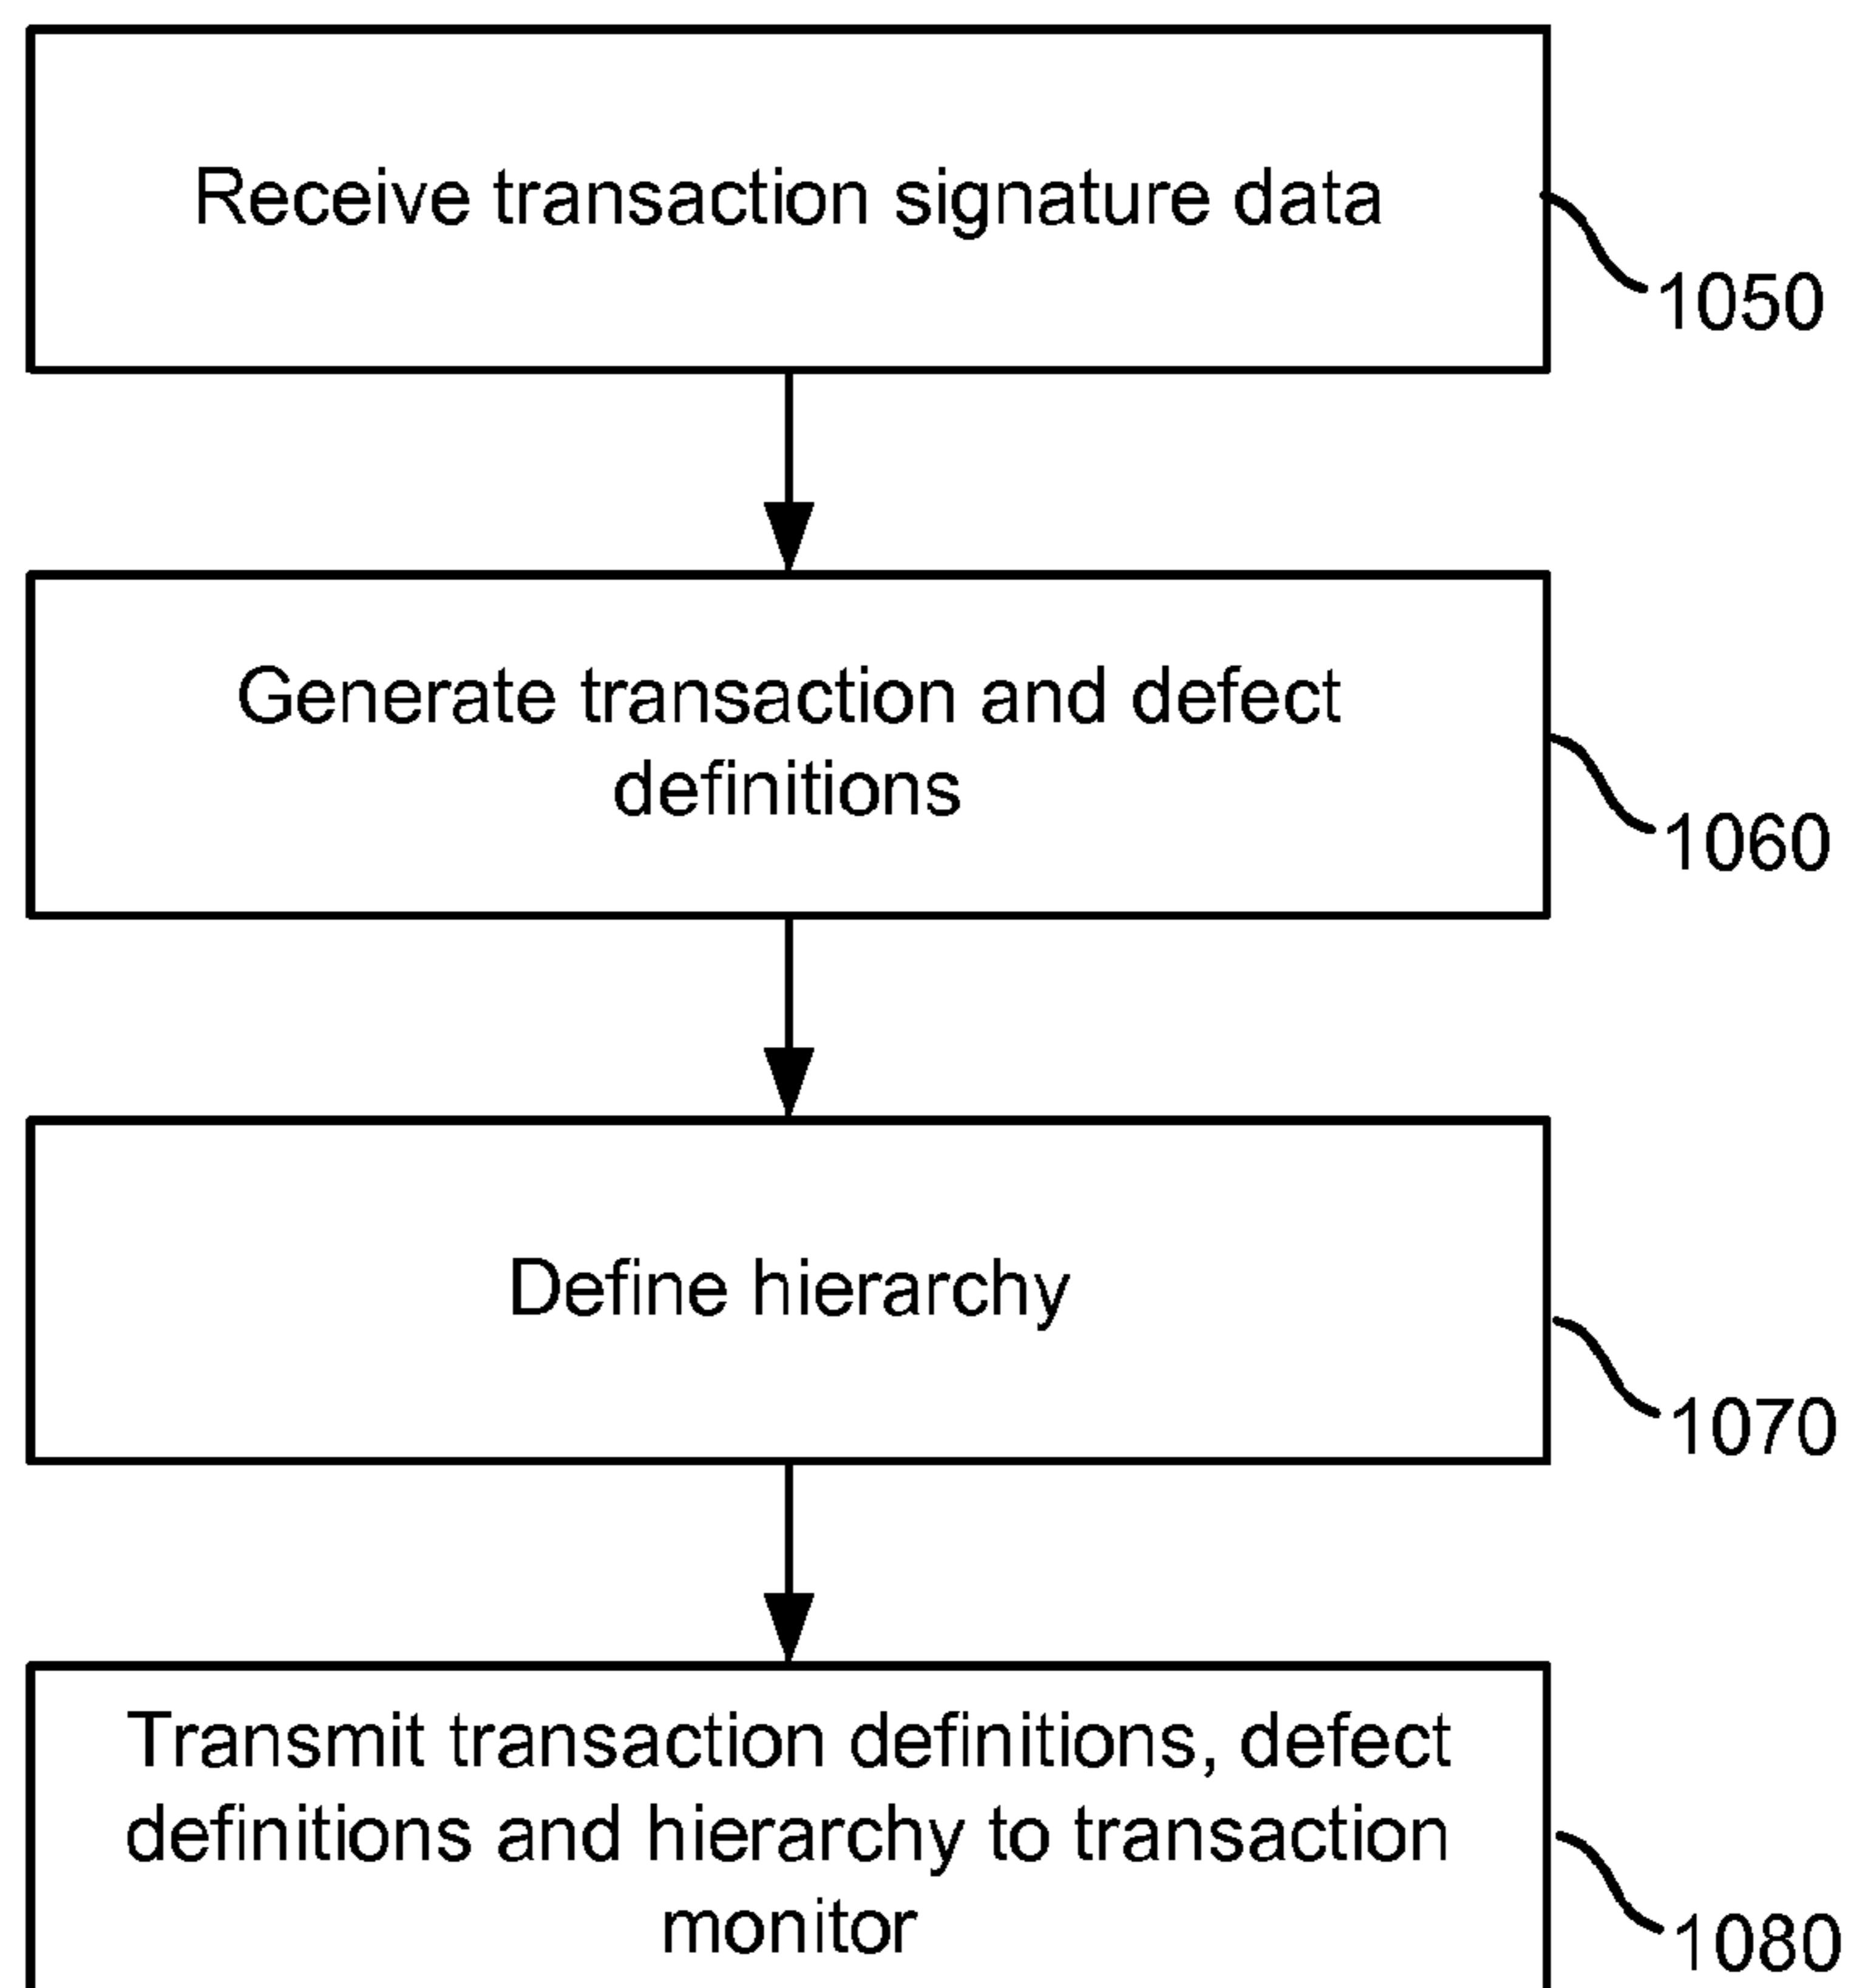 Receive transaction signature data
1050
Generate transaction and defect
definitions
1060
Define hierarchy
1070
Transmit transaction definitions, defect
definitions and hierarchy to transaction
monitor
1080